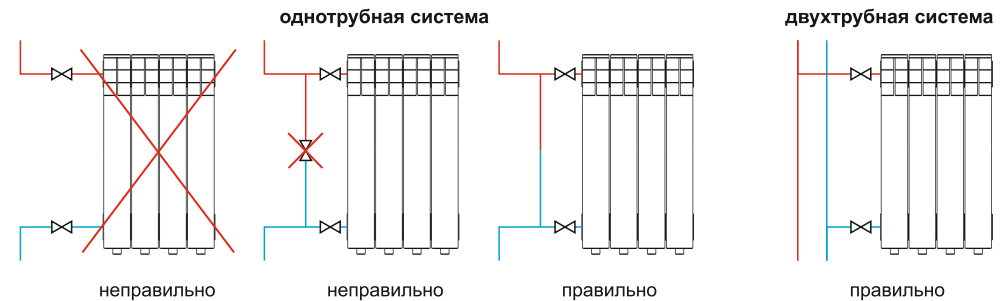 однотрубная система
двухтрубная система
неправильно
неправильно
правильно
правильно